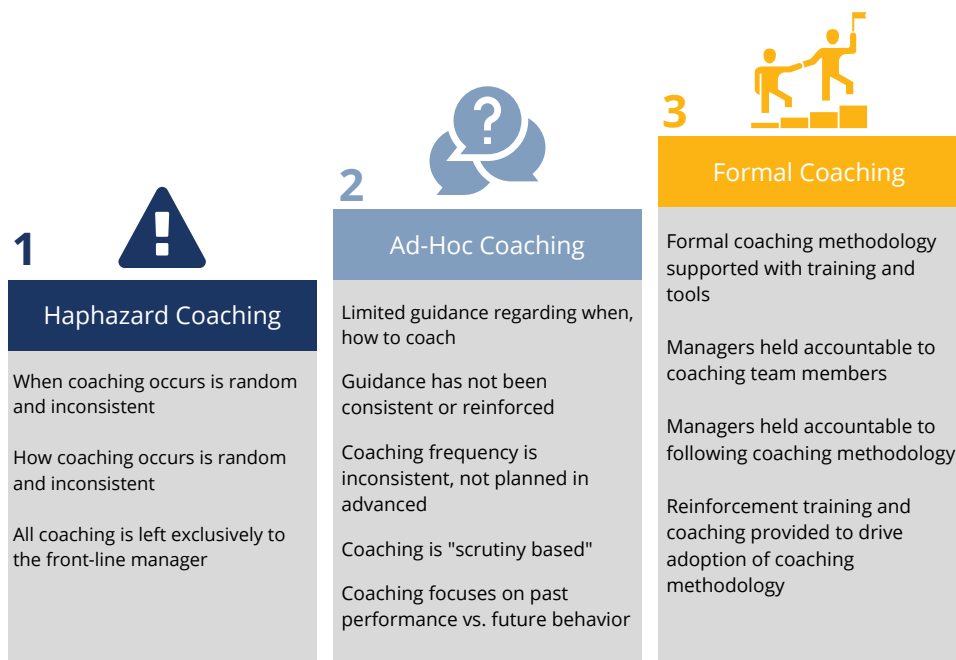 1
Haphazard Coaching
When coaching occurs is random
and inconsistent
How coaching occurs is random
and inconsistent
All coaching is left exclusively to
the front-line manager
?
2
Ad-Hoc Coaching
Limited guidance regarding when,
how to coach
Guidance has not been
consistent or reinforced
Coaching frequency is
inconsistent, not planned in
advanced
Coaching is "scrutiny based"
Coaching focuses on past
performance vs. future behavior
3
Formal Coaching
Formal coaching methodology
supported with training and
tools
Managers held accountable to
coaching team members
Managers held accountable to
following coaching methodology
Reinforcement training and
coaching provided to drive
adoption of coaching
methodology